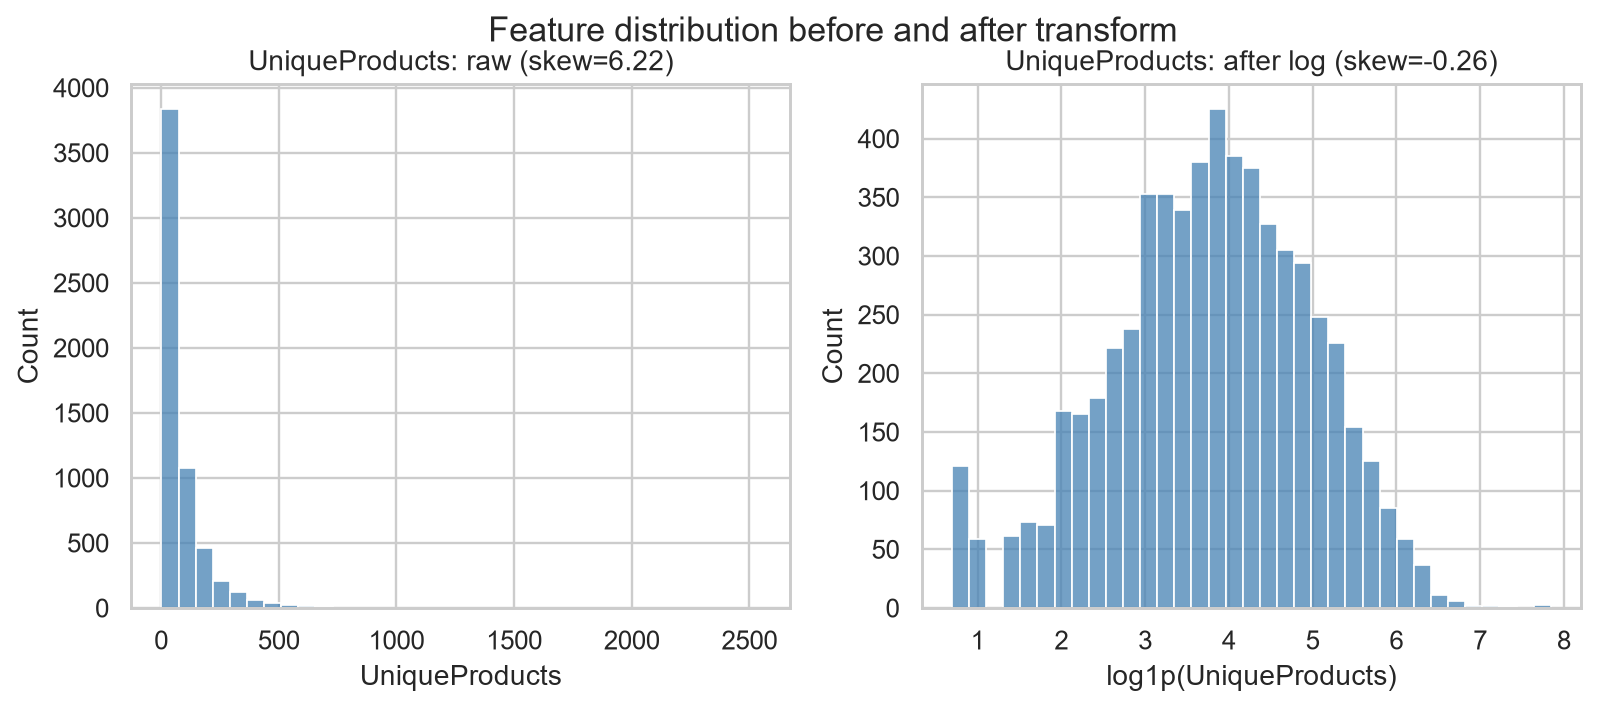 Feature distribution before and after transform
UniqueProducts: raw (skew=6.22)
4000
3500
3000
2500
2000
1500
1000
500
0
Count
0 500 1000 1500 2000 2500
UniqueProducts
UniqueProducts: after log (skew=-0.26)
400
350
300
250
200
150
100
50
0
Count
1 2 3 4 5 6 7 8
log1p(UniqueProducts)